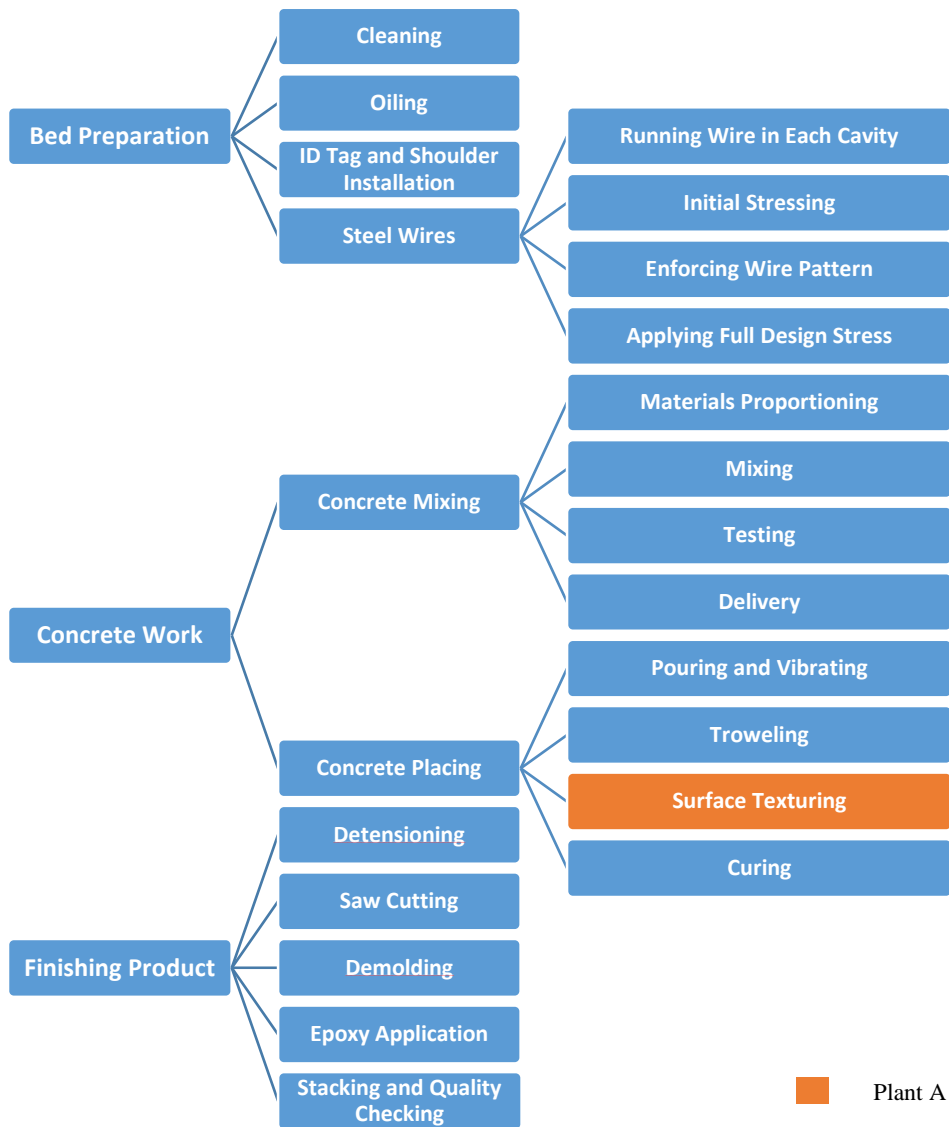 Bed Preparation
Cleaning
Oiling
ID Tag and Shoulder
Installation
Steel Wires
Running Wire in Each Cavity
Initial Stressing
Enforcing Wire Pattern
Applying Full Design Stress
Concrete Work
Concrete Mixing
Materials Proportioning
Mixing
Testing
Delivery
Concrete Placing
Pouring and Vibrating
Troweling
Surface Texturing
Curing
Finishing Product
Detensioning
Saw Cutting
Demolding
Epoxy Application
Stacking and Quality
Checking
Plant A